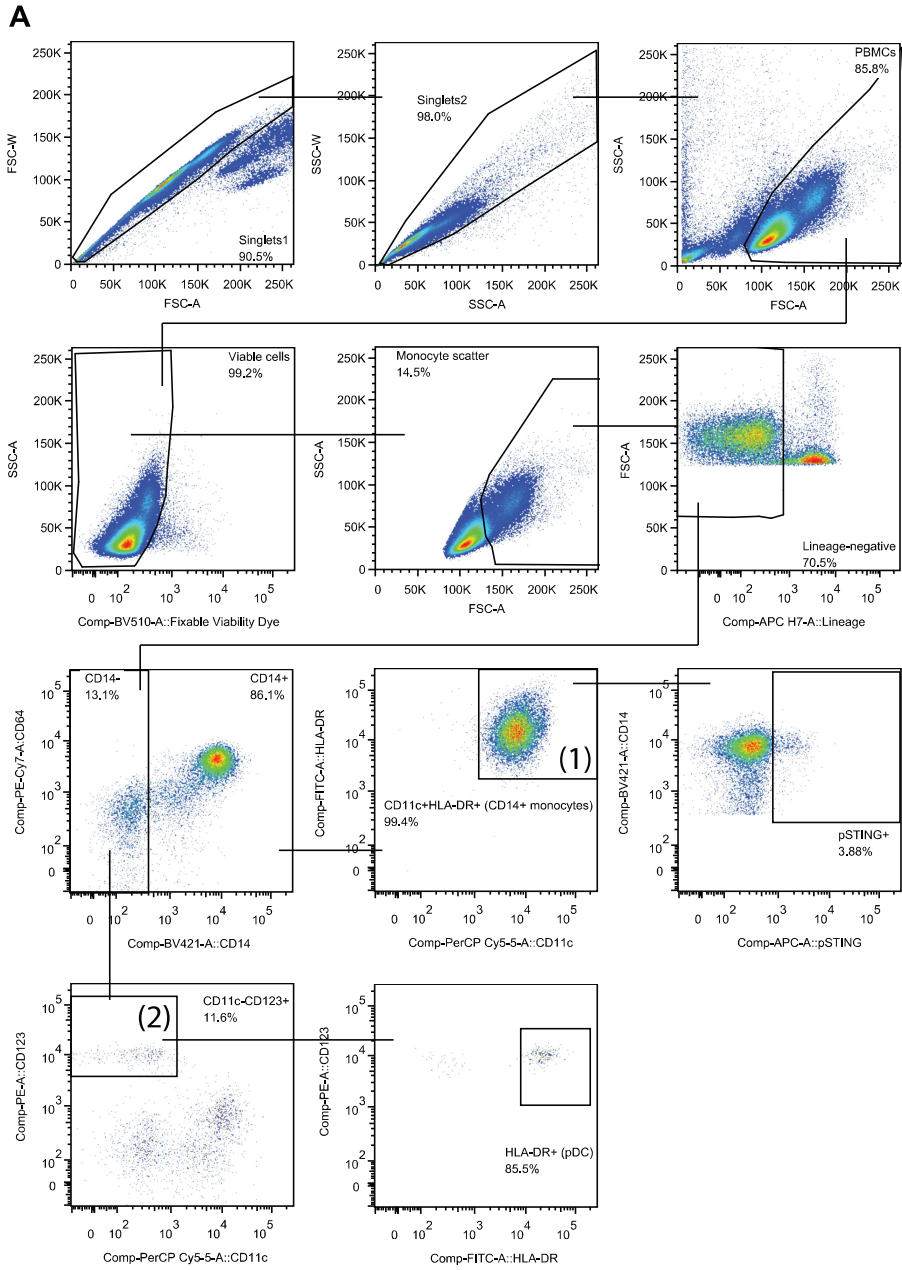 A
250K
200K
150K
100K
50K
0
FSC-W
Singlets1
90.5%
0
50K
100K
150K
200K
250K
FSC-A
250K
200K
150K
100K
50K
0
SSC-W
Singlets2
98.0%
0
50K
100K
150K
200K
250K
SSC-A
250K
200K
150K
100K
50K
0
SSC-A
PBMCs
85.8%
0
50K
100K
150K
200K
250K
FSC-A
250K
200K
150K
100K
50K
0
SSC-A
Viable cells
99.2%
0 10^2 10^3 10^4 10^5
Comp-BV510-A::Fixable Viability Dye
250K
200K
150K
100K
50K
0
SSC-A
Monocyte scatter
14.5%
0
50K
100K
150K
200K
250K
FSC-A
250K
200K
150K
100K
50K
0
FSC-A
Lineage-negative
70.5%
0 10^2 10^3 10^4 10^5
Comp-APC H7-A::Lineage
10^5
10^4
10^3
10^2
0
Comp-PE-Cy7-A:CD64
CD14-
13.1%
CD14+
86.1%
0 10^2 10^3 10^4 10^5
Comp-BV421-A::CD14
10^5
10^4
10^3
10^2
0
Comp-FITC-A::HLA-DR
(1)
CD11c+HLA-DR+ (CD14+ monocytes)
99.4%
0 10^2 10^3 10^4 10^5
Comp-PerCP Cy5-5-A::CD11c
10^5
10^4
10^3
10^2
0
Comp-BV421-A::CD14
pSTING+
3.88%
0 10^2 10^3 10^4 10^5
Comp-APC-A::pSTING
10^5
10^4
10^3
10^2
0
Comp-PE-A::CD123
(2)
CD11c-CD123+
11.6%
0 10^2 10^3 10^4 10^5
Comp-PerCP Cy5-5-A::CD11c
10^5
10^4
10^3
10^2
0
Comp-PE-A::CD123
HLA-DR+ (pDC)
85.5%
0 10^2 10^3 10^4 10^5
Comp-FITC-A::HLA-DR